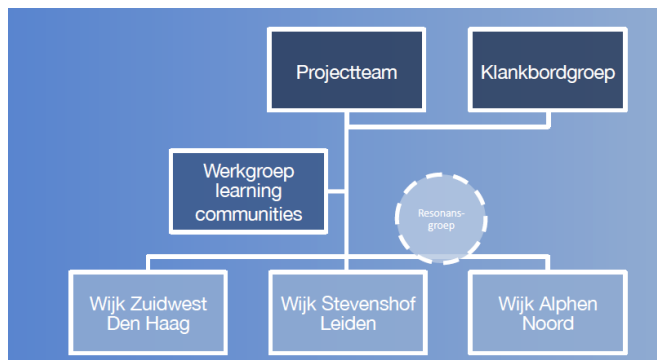 Projectteam
Klankbordgroep
Werkgroep
learning
communities
Resonans-
groep
Wijk Zuidwest
Den Haag
Wijk Stevenshof
Leiden
Wijk Alphen
Noord